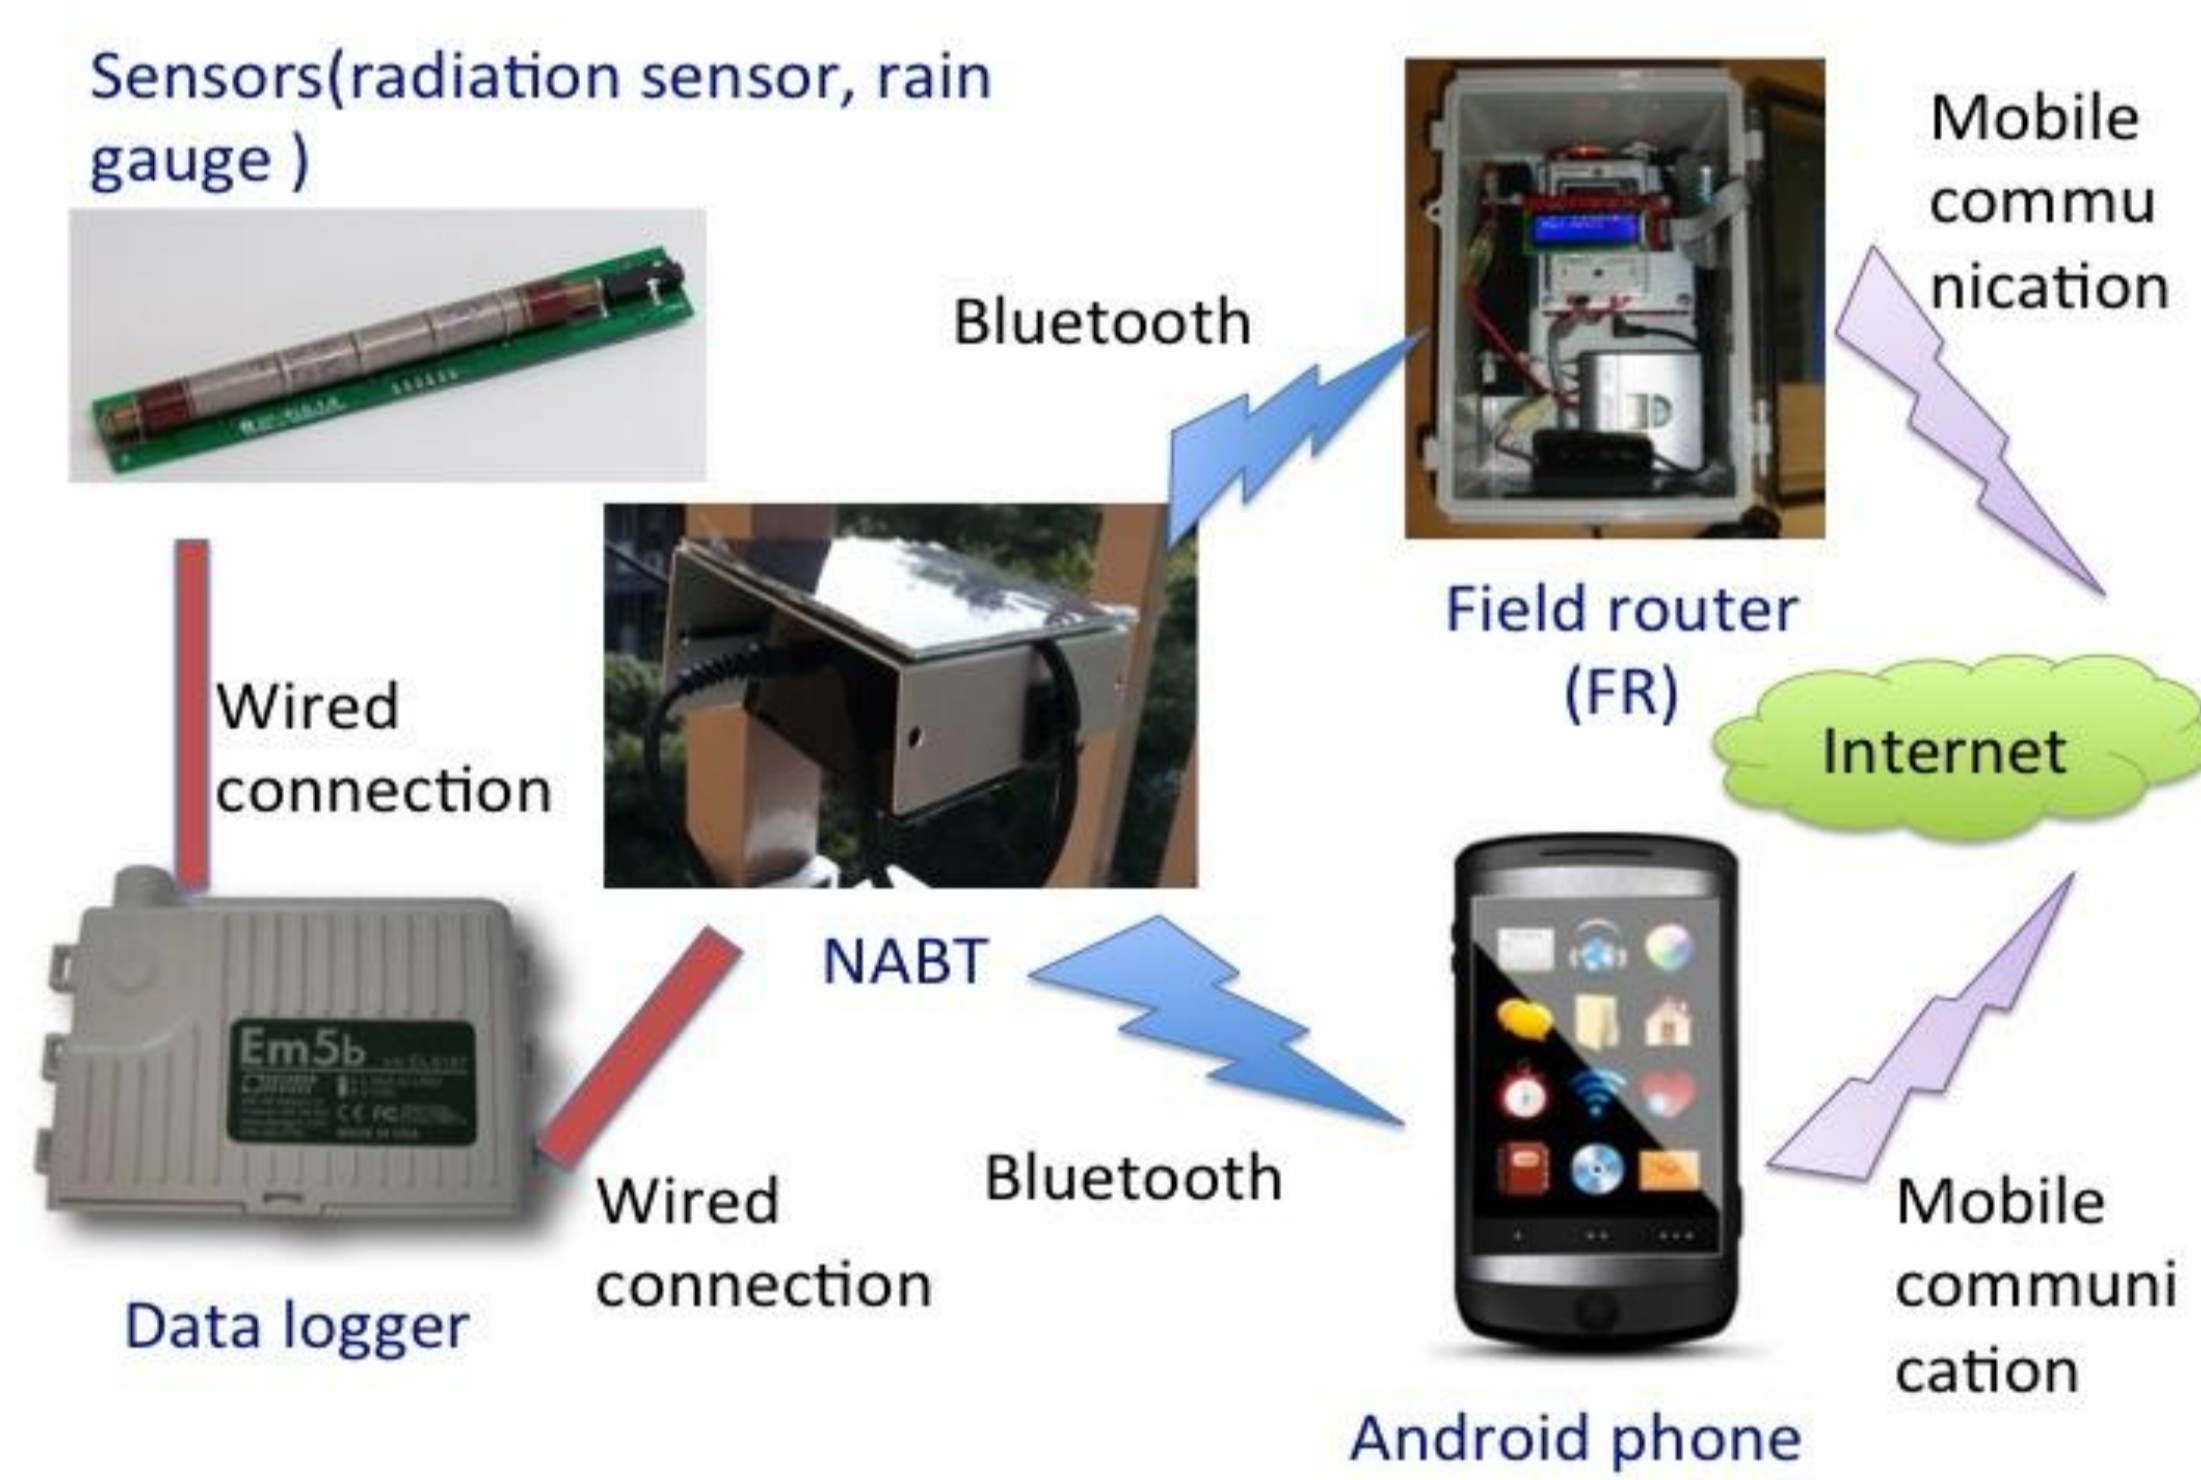 Sensors(radiation sensor, rain
gauge )
Mobile
commu
nication
Bluetooth
Field router
(FR)
Wired
connection
Internet
NABT
Em5b
Bluetooth
Wired
connection
Mobile
communi
cation
Data logger
Android phone